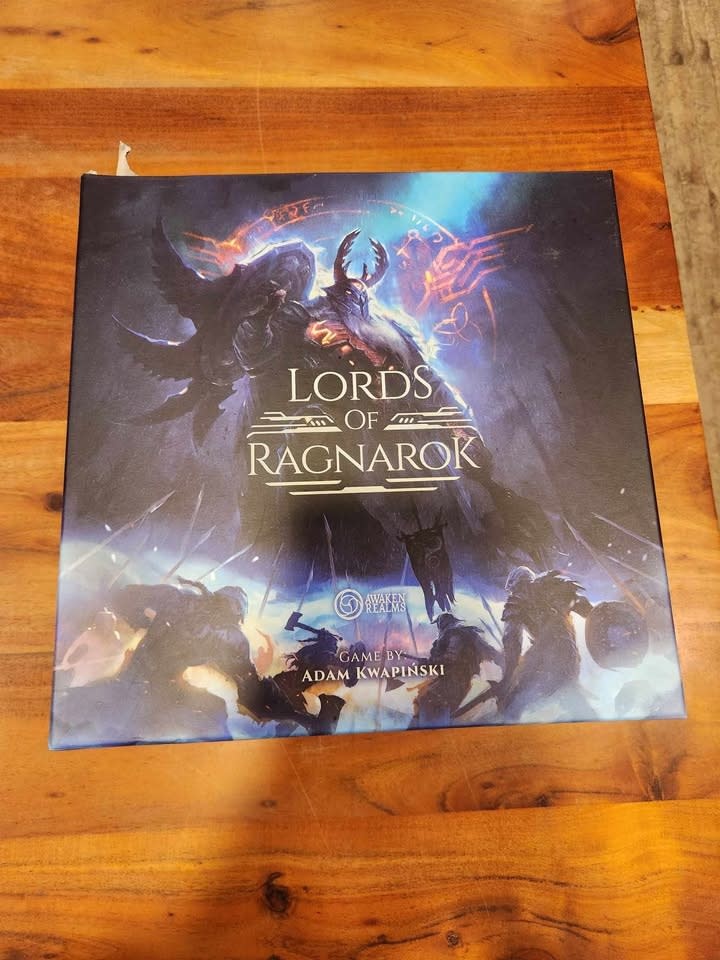 LORDS
OF
RAGNAROK
AWAKEN
REALMS
GAME BY:
ADAM KWAPIŃSKI